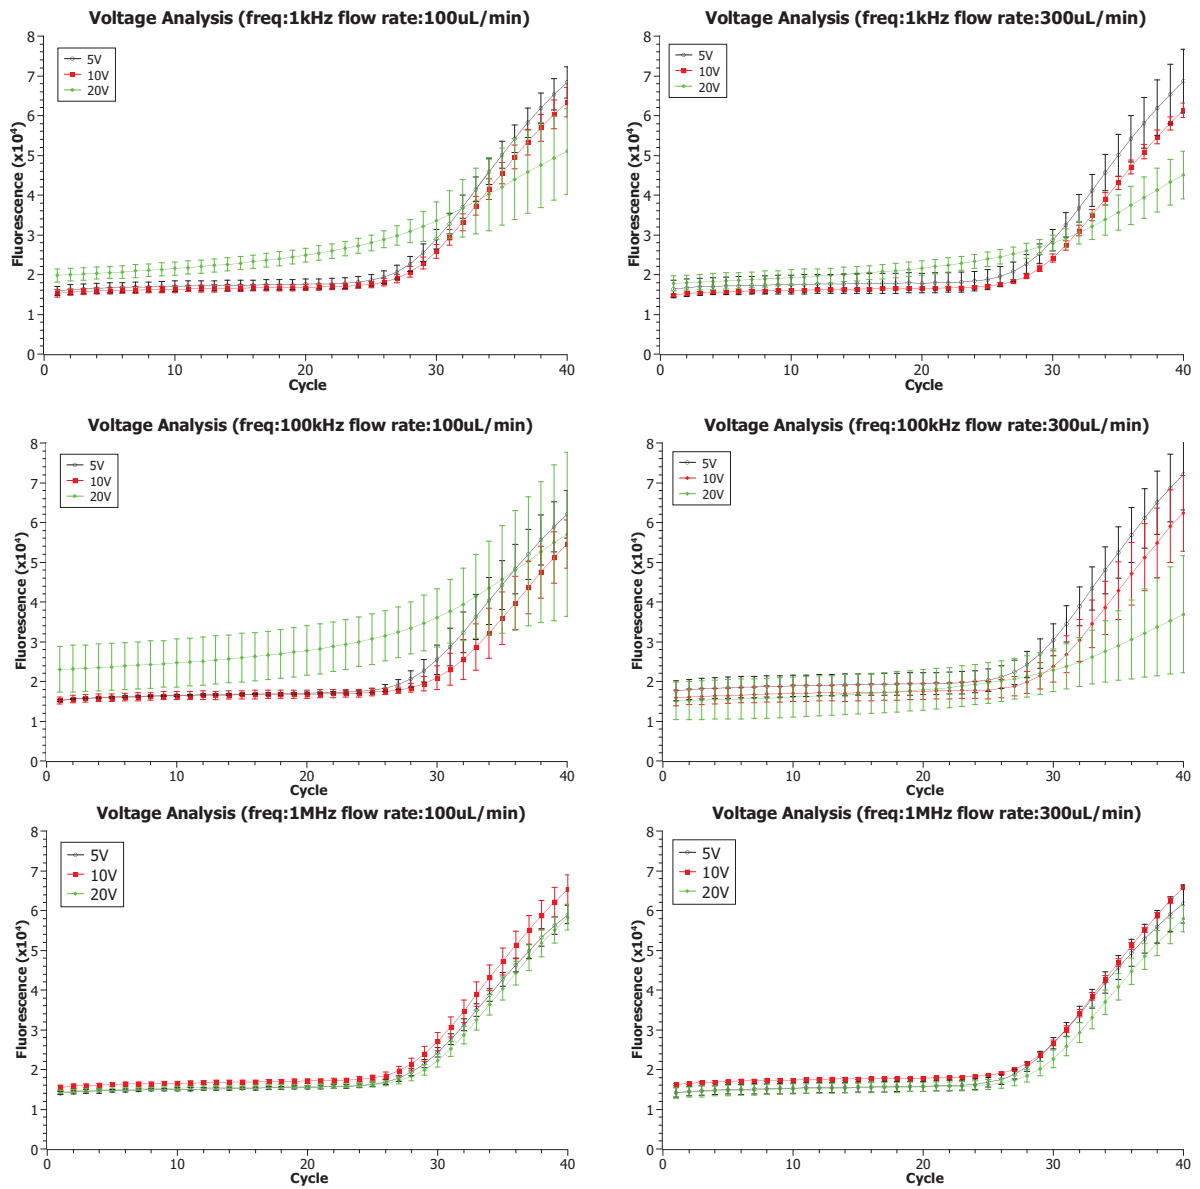 Voltage Analysis (freq:1kHz flow rate:100uL/min)
8
7
6
5
4
3
2
1
0
Fluorescence (x10⁴)
5V
10V
20V
0 10 20 30 40
Cycle
Voltage Analysis (freq:1kHz flow rate:300uL/min)
8
7
6
5
4
3
2
1
0
Fluorescence (x10⁴)
5V
10V
20V
0 10 20 30 40
Cycle
Voltage Analysis (freq:100kHz flow rate:100uL/min)
8
7
6
5
4
3
2
1
0
Fluorescence (x10⁴)
5V
10V
20V
0 10 20 30 40
Cycle
Voltage Analysis (freq:100kHz flow rate:300uL/min)
8
7
6
5
4
3
2
1
0
Fluorescence (x10⁴)
5V
10V
20V
0 10 20 30 40
Cycle
Voltage Analysis (freq:1MHz flow rate:100uL/min)
8
7
6
5
4
3
2
1
0
Fluorescence (x10⁴)
5V
10V
20V
0 10 20 30 40
Cycle
Voltage Analysis (freq:1MHz flow rate:300uL/min)
8
7
6
5
4
3
2
1
0
Fluorescence (x10⁴)
5V
10V
20V
0 10 20 30 40
Cycle